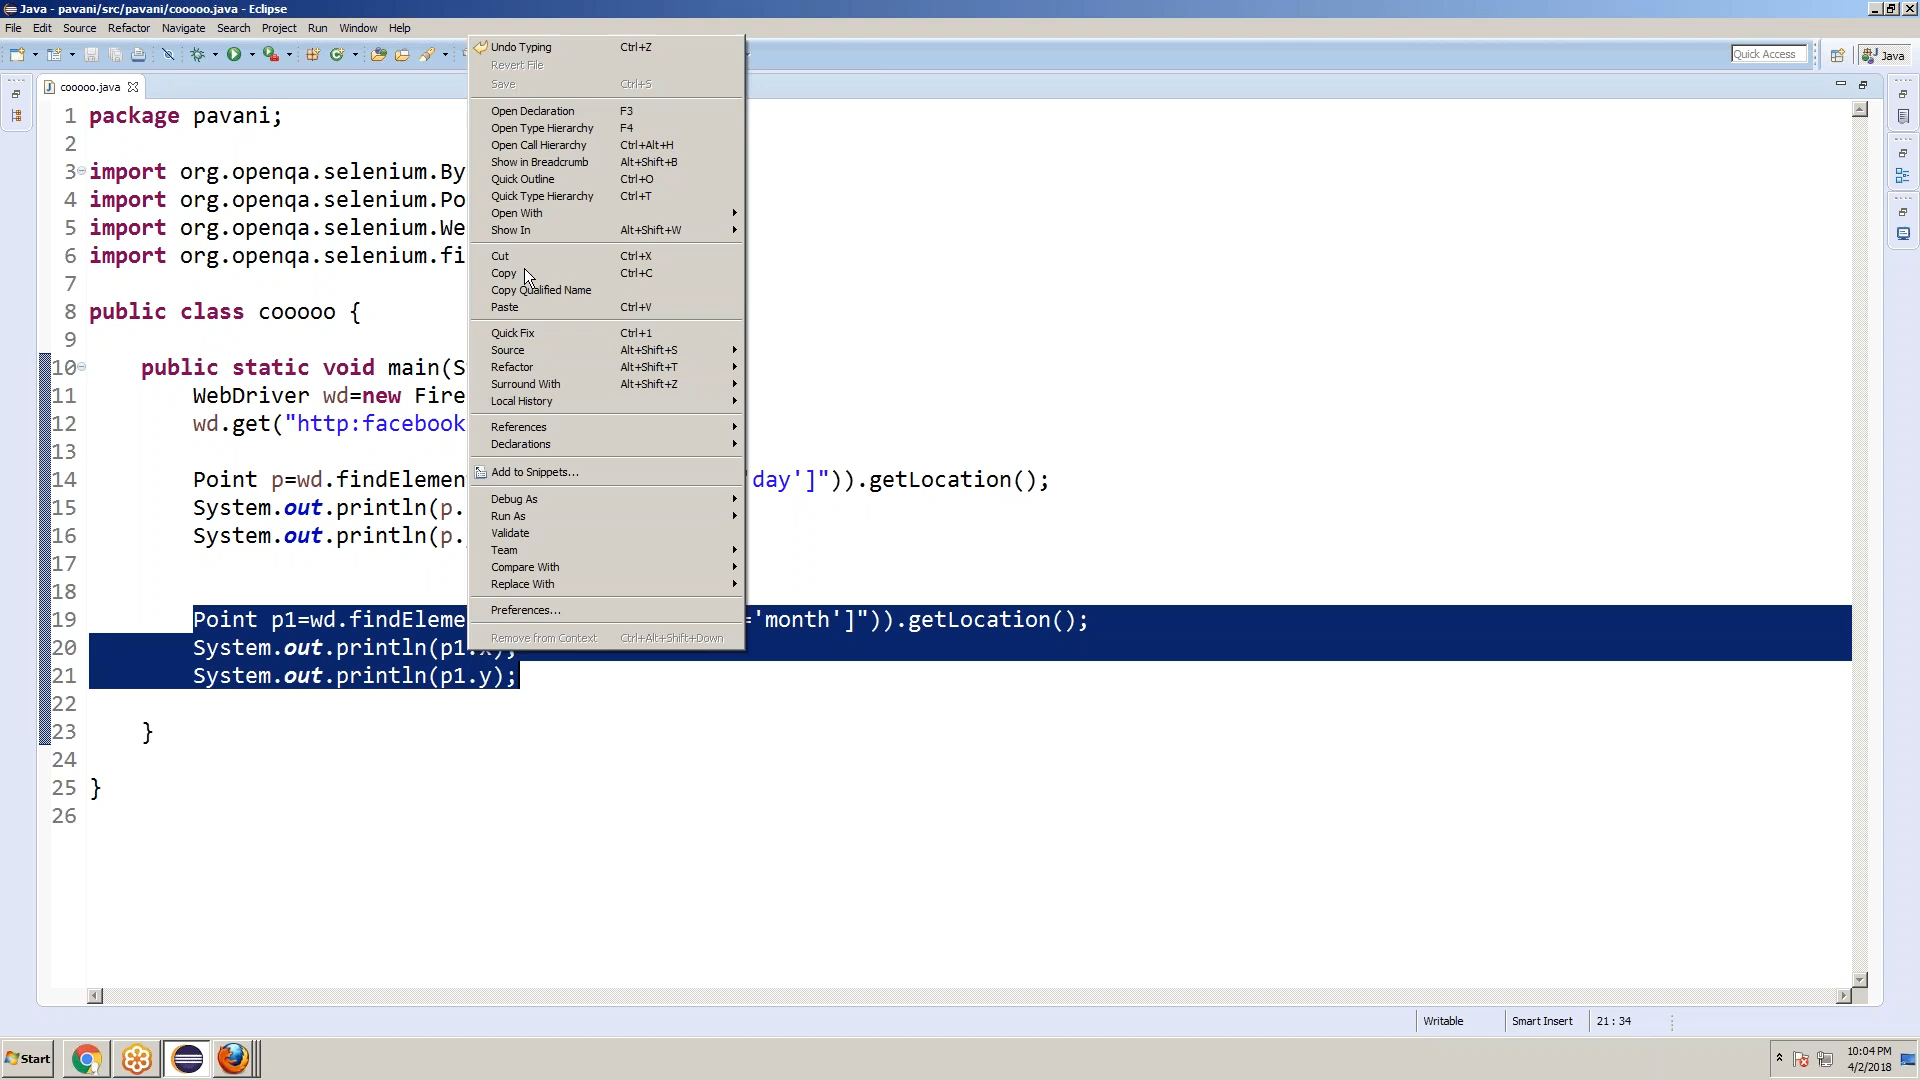 Java - pavani/src/pavani/cooooo.java - Eclipse
File Edit Source Refactor Navigate Search Project Run Window Help
Quick Access
Java
cooooo.java
1 package pavani;
2
3 import org.openqa.selenium.By
4 import org.openqa.selenium.Po
5 import org.openqa.selenium.We
6 import org.openqa.selenium.fi
7
8 public class cooooo {
9
10 public static void main(S
11 WebDriver wd=new Fire
12 wd.get("http:facebook
13
14 Point p=wd.findElemen 'day']")).getLocation();
15 System.out.println(p.
16 System.out.println(p.
17
18
19 Point p1=wd.findEleme ='month']")).getLocation();
20 System.out.println(p1.x);
21 System.out.println(p1.y);
22
23 }
24
25 }
26
Undo Typing Ctrl+Z
Revert File
Save Ctrl+S
Open Declaration F3
Open Type Hierarchy F4
Open Call Hierarchy Ctrl+Alt+H
Show in Breadcrumb Alt+Shift+B
Quick Outline Ctrl+O
Quick Type Hierarchy Ctrl+T
Open With
Show In Alt+Shift+W
Cut Ctrl+X
Copy Ctrl+C
Copy Qualified Name
Paste Ctrl+V
Quick Fix Ctrl+1
Source Alt+Shift+S
Refactor Alt+Shift+T
Surround With Alt+Shift+Z
Local History
References
Declarations
Add to Snippets...
Debug As
Run As
Validate
Team
Compare With
Replace With
Preferences...
Remove from Context Ctrl+Alt+Shift+Down
Writable Smart Insert 21 : 34
Start
10:04 PM
4/2/2018